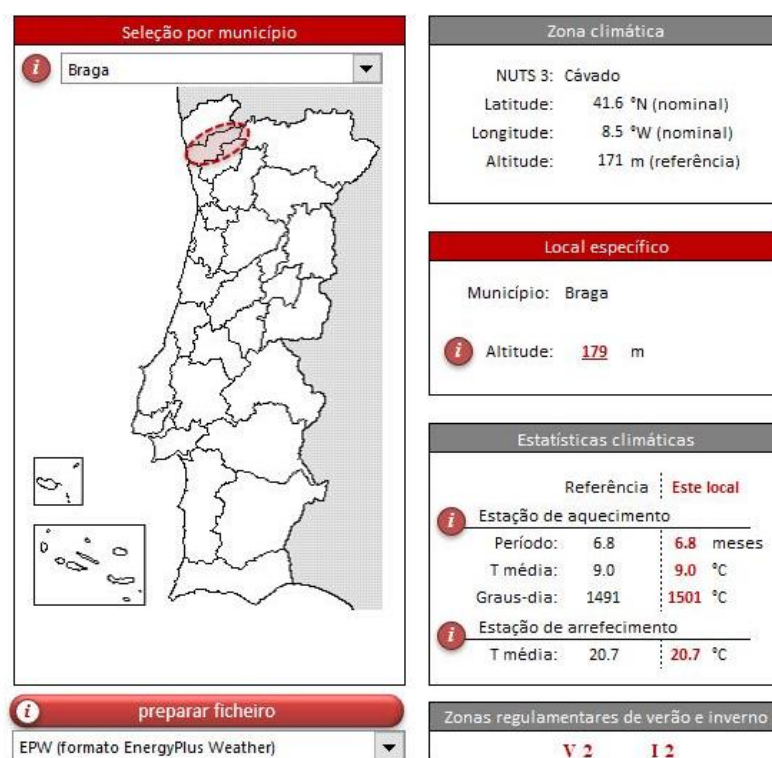 Seleção por município
i Braga
Zona climática
NUTS 3: Cávado
Latitude: 41.6 °N (nominal)
Longitude: 8.5 °W (nominal)
Altitude: 171 m (referência)
Local específico
Município: Braga
i Altitude: 179 m
Estatísticas climáticas
Referência Este local
i Estação de aquecimento
Período: 6.8 6.8 meses
T média: 9.0 9.0 °C
Graus-dia: 1491 1501 °C
i Estação de arrefecimento
T média: 20.7 20.7 °C
i preparar ficheiro
EPW (formato EnergyPlus Weather)
Zonas regulamentares de verão e inverno
V 2 I 2